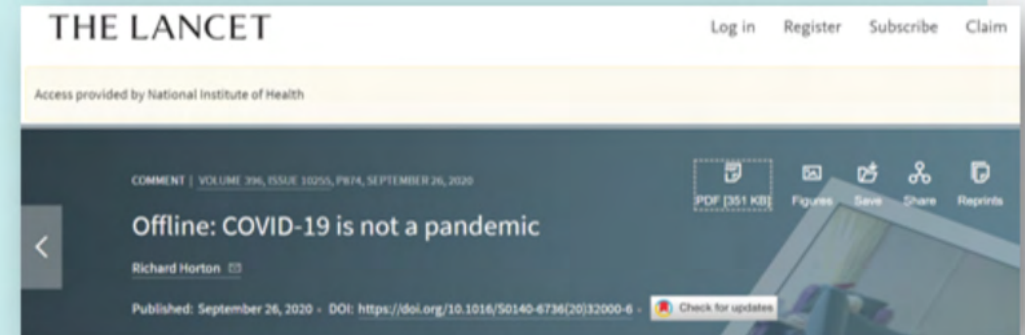 THE LANCET
Log in Register Subscribe Claim
Access provided by National Institute of Health
COMMENT | VOLUME 396, ISSUE 10255, P874, SEPTEMBER 26, 2020
PDF [351 KB] Figures Save Share Reprints
Offline: COVID-19 is not a pandemic
Richard Horton
Published: September 26, 2020 • DOI: https://doi.org/10.1016/S0140-6736(20)32000-6 • Check for updates